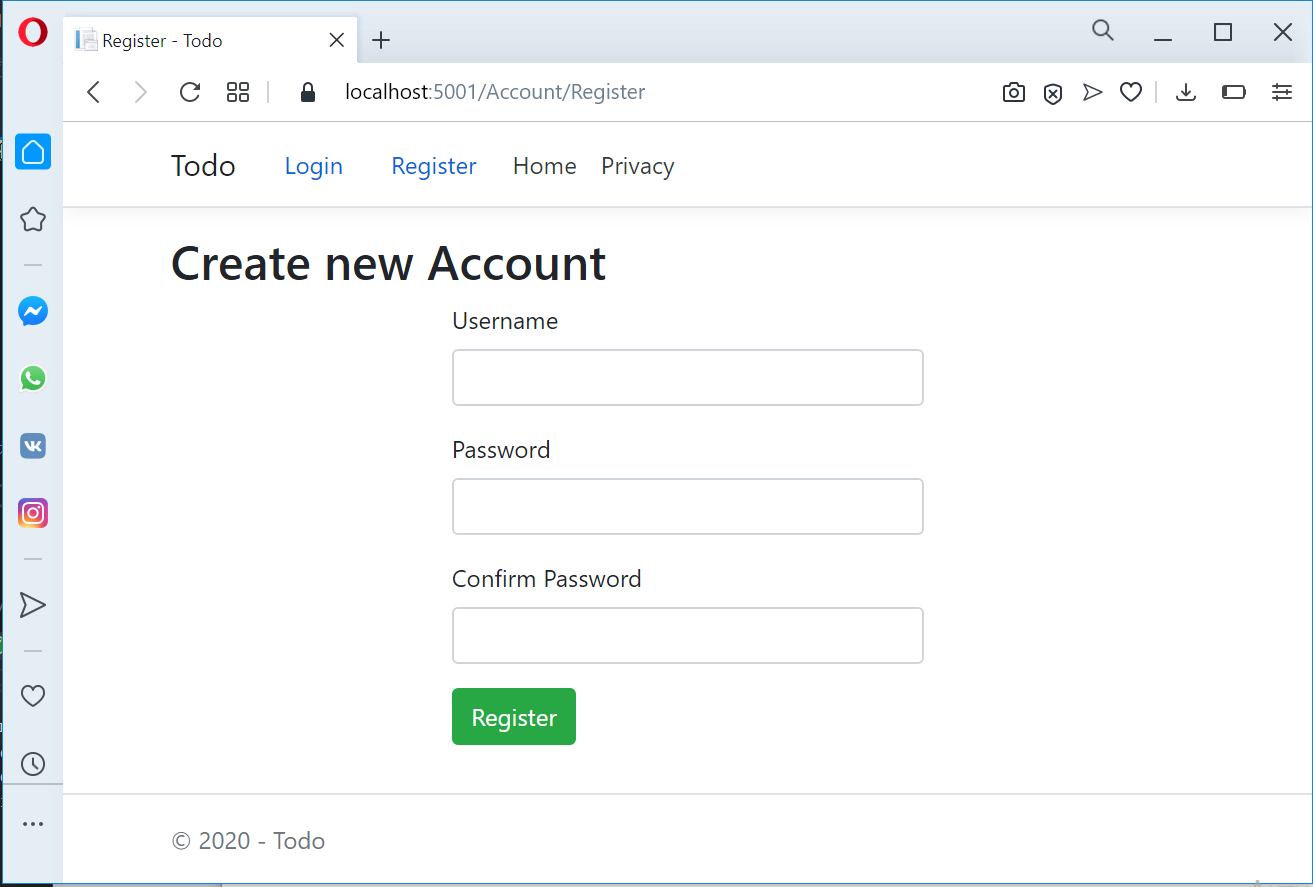 Register - Todo
localhost:5001/Account/Register
Todo Login Register Home Privacy
Create new Account
Username
Password
Confirm Password
Register
© 2020 - Todo